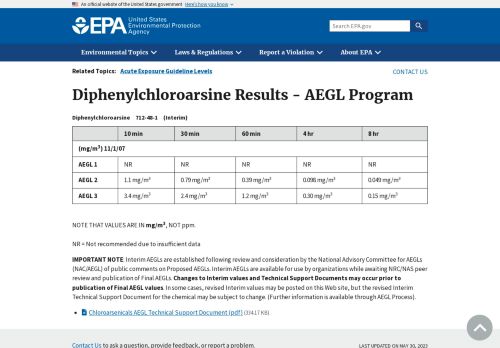 An official website of the United States government Here's how you know
EPA United States Environmental Protection Agency
Search EPA.gov
Environmental Topics Laws & Regulations Report a Violation About EPA
Related Topics: Acute Exposure Guideline Levels
CONTACT US
Diphenylchloroarsine Results - AEGL Program
Diphenylchloroarsine 712-48-1 (Interim)
10 min 30 min 60 min 4 hr 8 hr
(mg/m³) 11/1/07
AEGL 1 NR NR NR NR NR
AEGL 2 1.1 mg/m³ 0.79 mg/m³ 0.39 mg/m³ 0.098 mg/m³ 0.049 mg/m³
AEGL 3 3.4 mg/m³ 2.4 mg/m³ 1.2 mg/m³ 0.30 mg/m³ 0.15 mg/m³
NOTE THAT VALUES ARE IN mg/m³, NOT ppm.
NR = Not recommended due to insufficient data
IMPORTANT NOTE: Interim AEGLs are established following review and consideration by the National Advisory Committee for AEGLs
(NAC/AEGL) of public comments on Proposed AEGLs. Interim AEGLs are available for use by organizations while awaiting NRC/NAS peer
review and publication of Final AEGLs. Changes to Interim values and Technical Support Documents may occur prior to
publication of Final AEGL values. In some cases, revised Interim values may be posted on this Web site, but the revised Interim
Technical Support Document for the chemical may be subject to change. (Further information is available through AEGL Process).
Chloroarsenicals AEGL Technical Support Document (pdf) (374.17 KB)
Contact Us to ask a question, provide feedback, or report a problem.
LAST UPDATED ON MAY 30, 2023